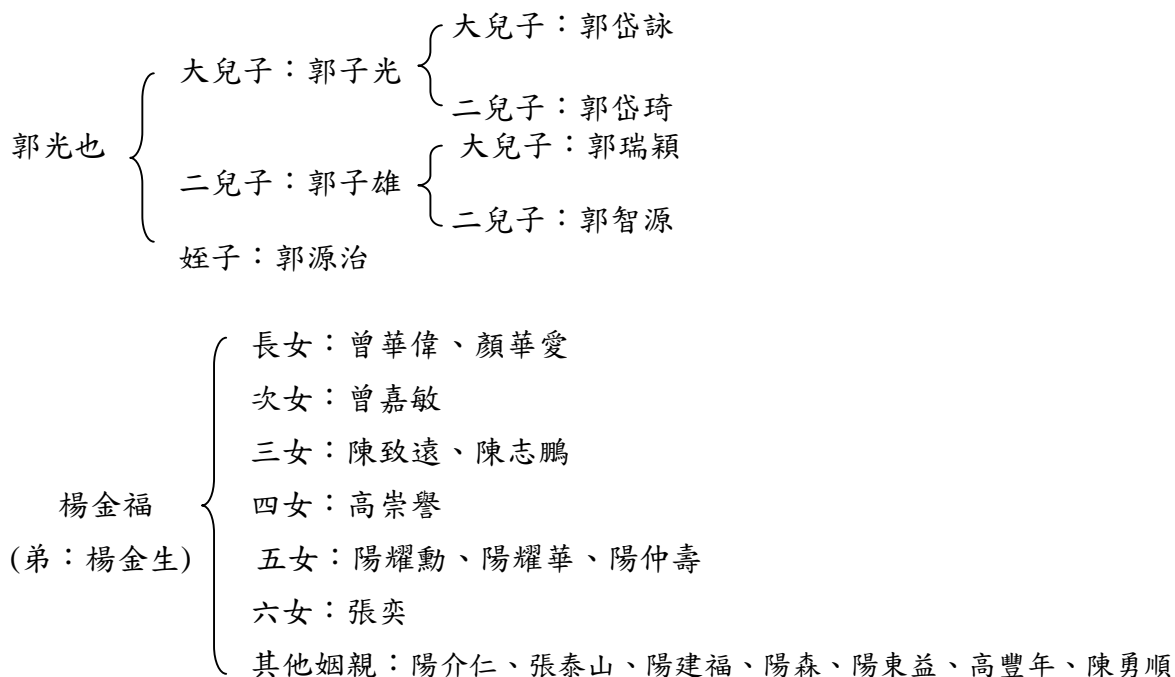 大兒子：郭岱詠
大兒子：郭子光
二兒子：郭岱琦
郭光也
大兒子：郭瑞穎
二兒子：郭子雄
二兒子：郭智源
姪子：郭源治
長女：曾華偉、顏華愛
次女：曾嘉敏
三女：陳致遠、陳志鵬
楊金福
四女：高崇譽
(弟：楊金生)
五女：陽耀勳、陽耀華、陽仲壽
六女：張奕
其他姻親：陽介仁、張泰山、陽建福、陽森、陽東益、高豐年、陳勇順